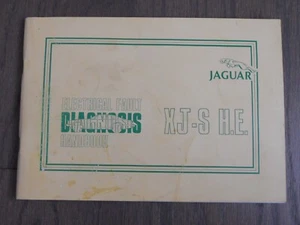 JAGUAR
ELECTRICAL FAULT
DIAGNOSIS
HANDBOOK
XJ-S H.E.